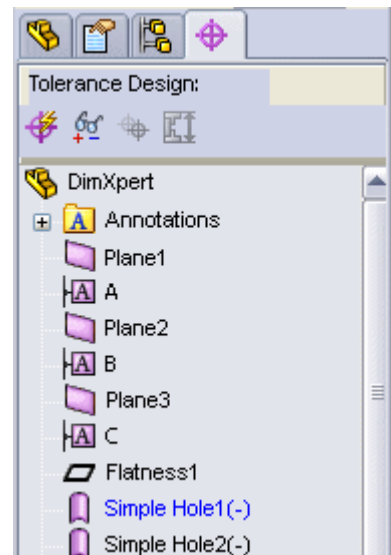 Tolerance Design:
DimXpert
A Annotations
Plane1
A A
Plane2
A B
Plane3
A C
Flatness1
Simple Hole1(-)
Simple Hole2(-)